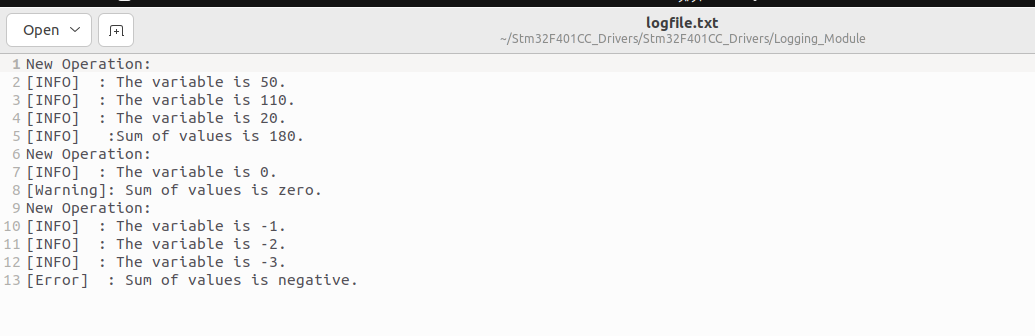 Open
logfile.txt
~/Stm32F401CC_Drivers/Stm32F401CC_Drivers/Logging_Module
1 New Operation:
2 [INFO]  : The variable is 50.
3 [INFO]  : The variable is 110.
4 [INFO]  : The variable is 20.
5 [INFO]   :Sum of values is 180.
6 New Operation:
7 [INFO]  : The variable is 0.
8 [Warning]: Sum of values is zero.
9 New Operation:
10 [INFO]  : The variable is -1.
11 [INFO]  : The variable is -2.
12 [INFO]  : The variable is -3.
13 [Error]  : Sum of values is negative.